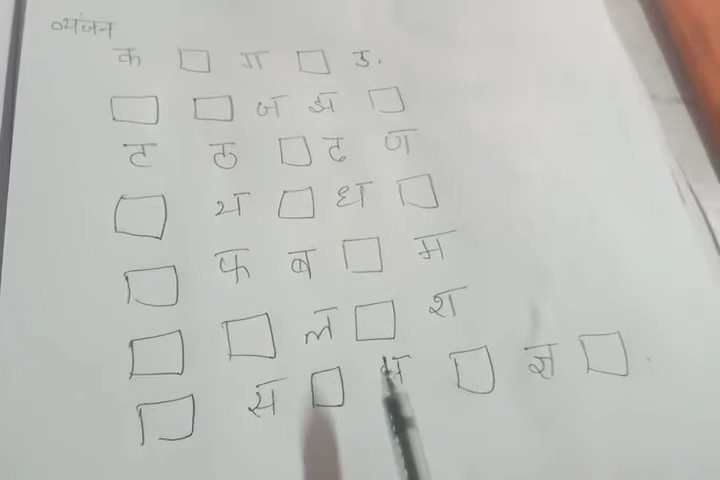 व्यंजन
क □ ग □ ङ.
□ □ ज झ □
ट ठ □ ढ ण
□ थ □ ध □
□ फ ब □ म
□ □ ल □ श
□ स □ □ ज्ञ □.